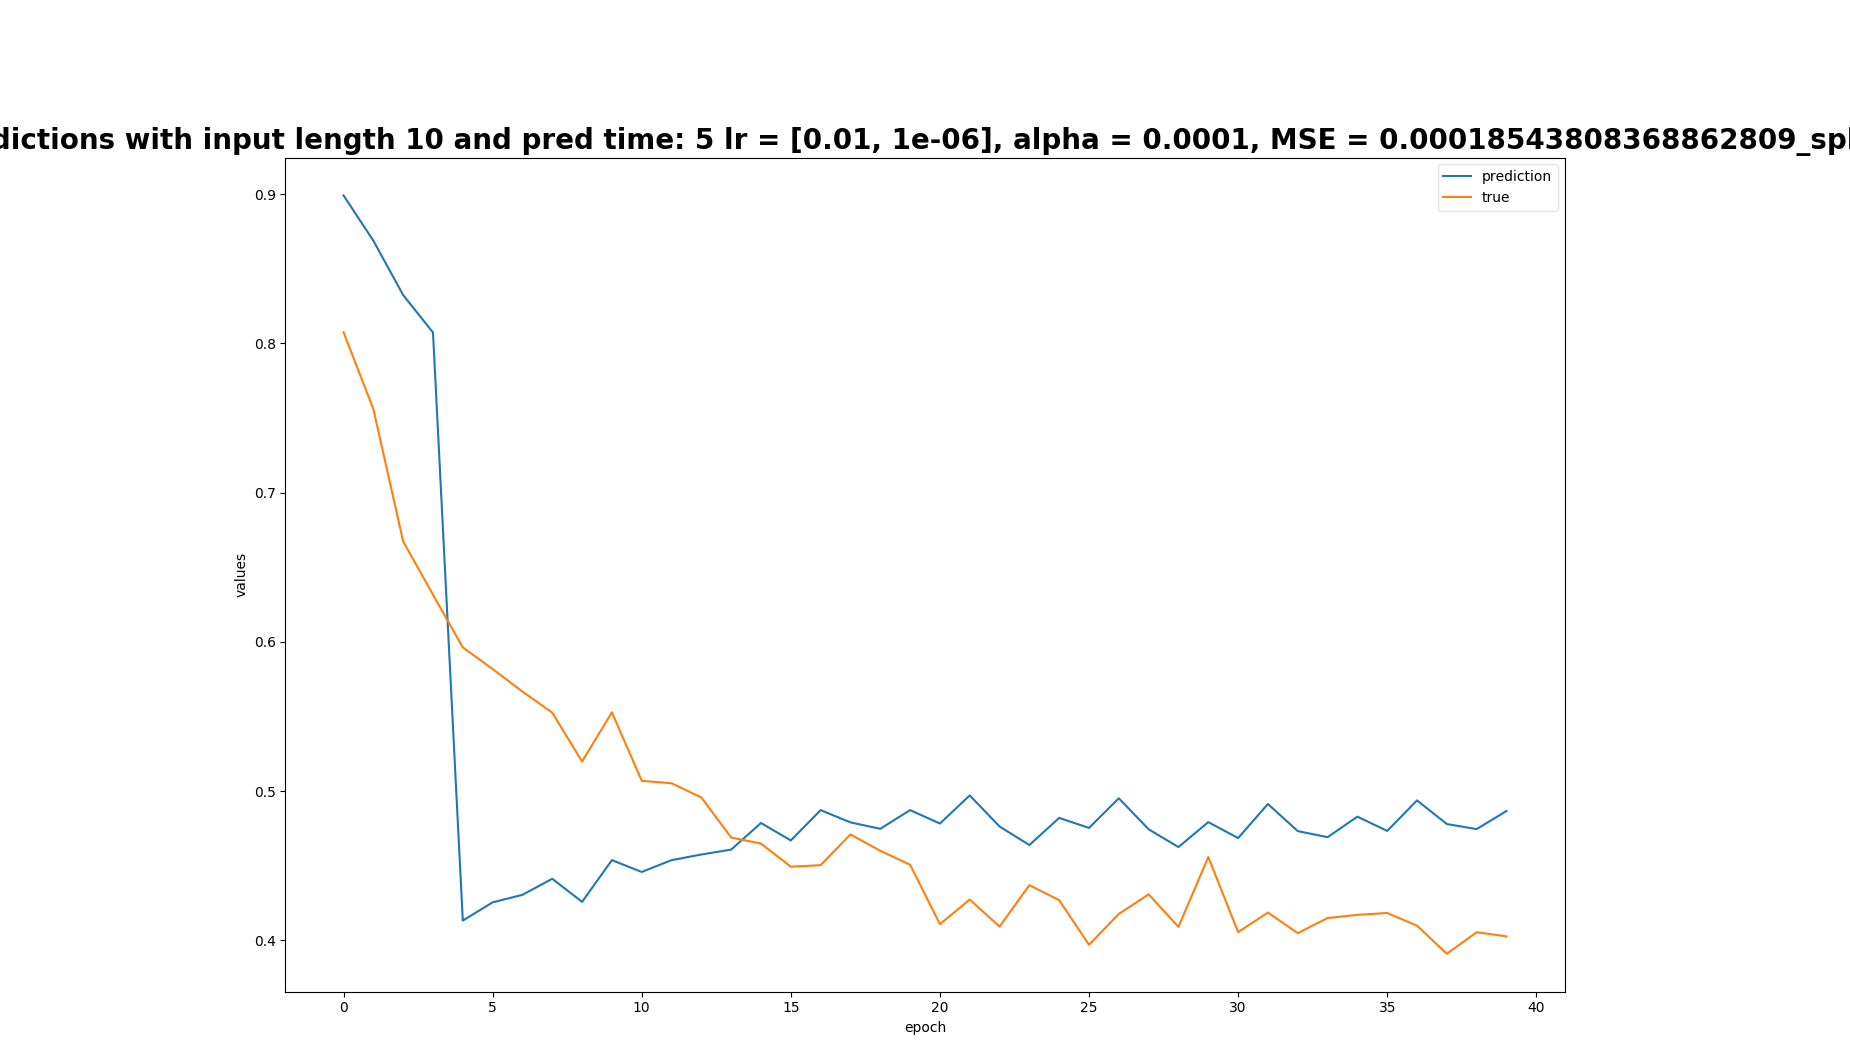 dictions with input length 10 and pred time: 5 lr = [0.01, 1e-06], alpha = 0.0001, MSE = 0.00018543808368862809_spl
prediction
true
0.9
0.8
0.7
0.6
0.5
0.4
values
0 5 10 15 20 25 30 35 40
epoch